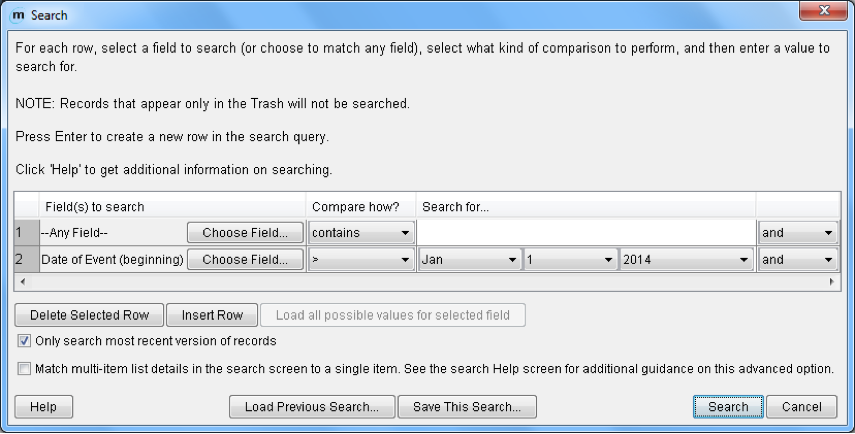 m Search
For each row, select a field to search (or choose to match any field), select what kind of comparison to perform, and then enter a value to
search for.
NOTE: Records that appear only in the Trash will not be searched.
Press Enter to create a new row in the search query.
Click 'Help' to get additional information on searching.
Field(s) to search Compare how? Search for...
1 --Any Field-- Choose Field... contains and
2 Date of Event (beginning) Choose Field... > Jan 1 2014 and
Delete Selected Row Insert Row Load all possible values for selected field
Only search most recent version of records
Match multi-item list details in the search screen to a single item. See the search Help screen for additional guidance on this advanced option.
Help Load Previous Search... Save This Search... Search Cancel